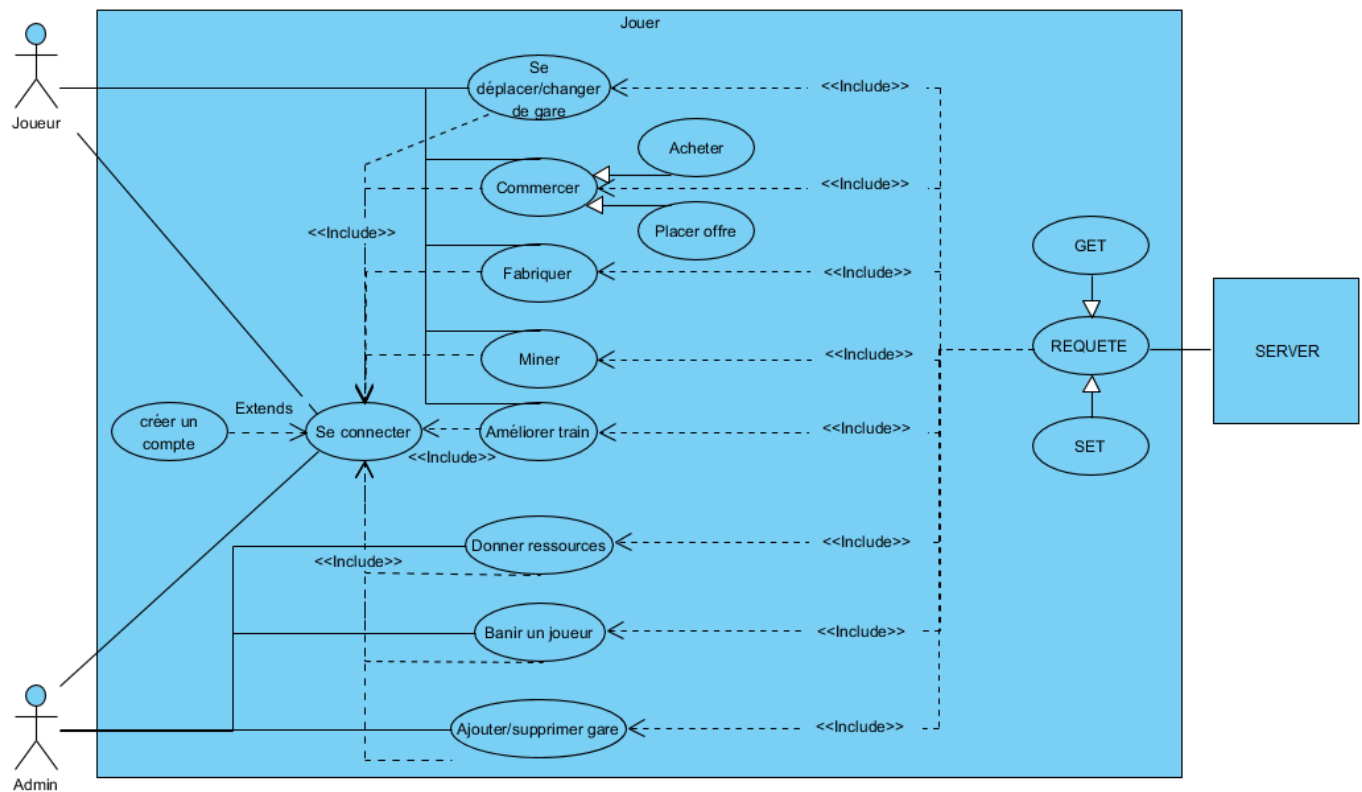 Jouer
Joueur
Se
déplacer/changer
de gare
<<Include>>
Acheter
Commercer
<<Include>>
Placer offre
<<Include>>
GET
Fabriquer
<<Include>>
REQUETE
SERVER
Miner
<<Include>>
créer un
compte
Extends
Se connecter
Améliorer train
<<Include>>
<<Include>>
SET
Donner ressources
<<Include>>
<<Include>>
Banir un joueur
<<Include>>
Ajouter/supprimer gare
<<Include>>
Admin